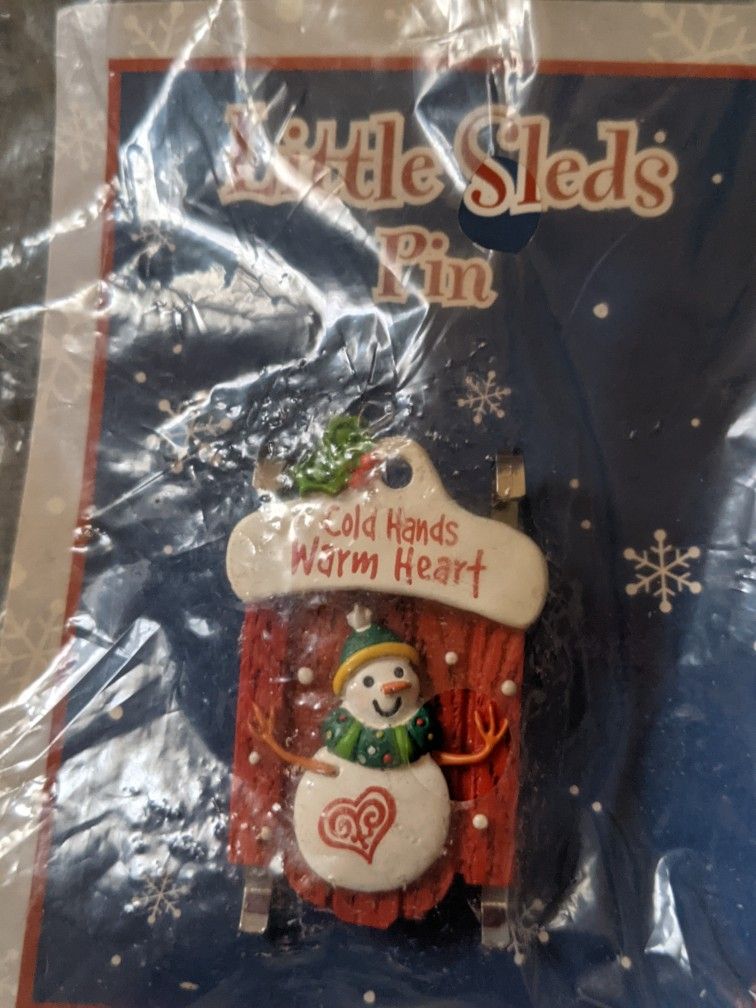 Little Sleds
Pin
Cold Hands
Warm Heart